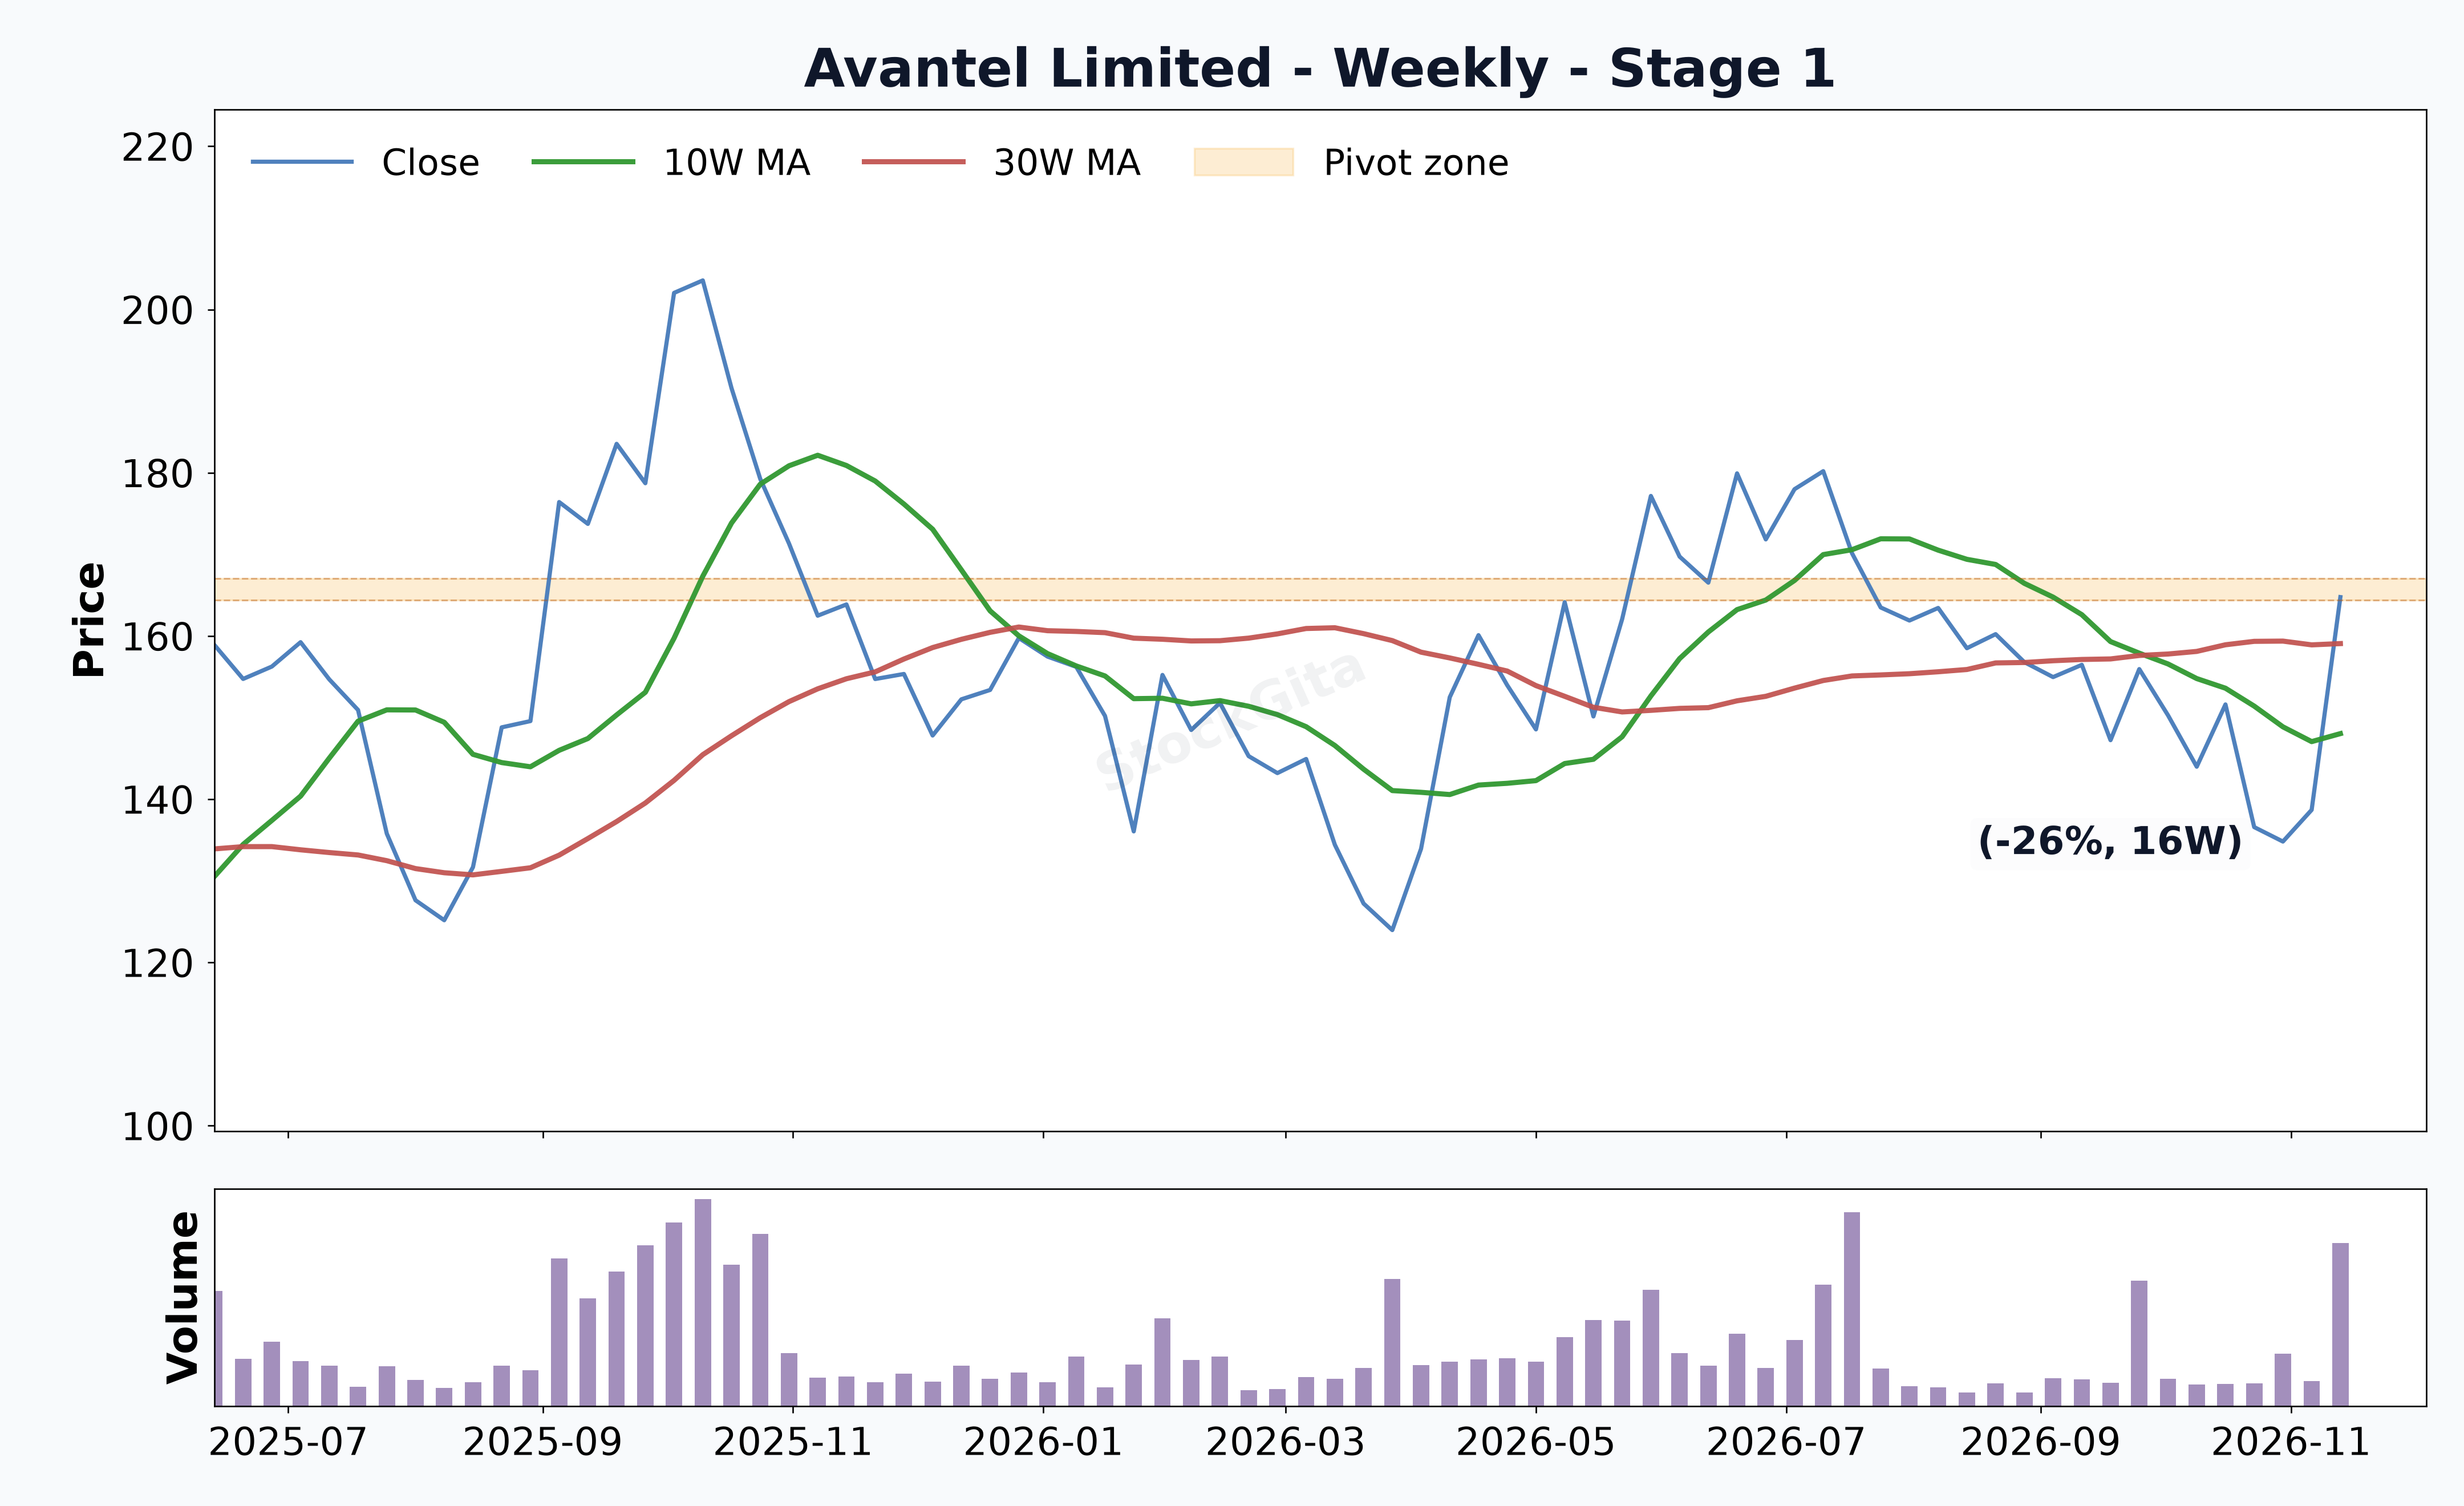 Avantel Limited - Weekly - Stage 1
Close 10W MA 30W MA Pivot zone
220
200
180
160
140
120
100
Price
StockGita
(-26%, 16W)
Volume
2025-07 2025-09 2025-11 2026-01 2026-03 2026-05 2026-07 2026-09 2026-11